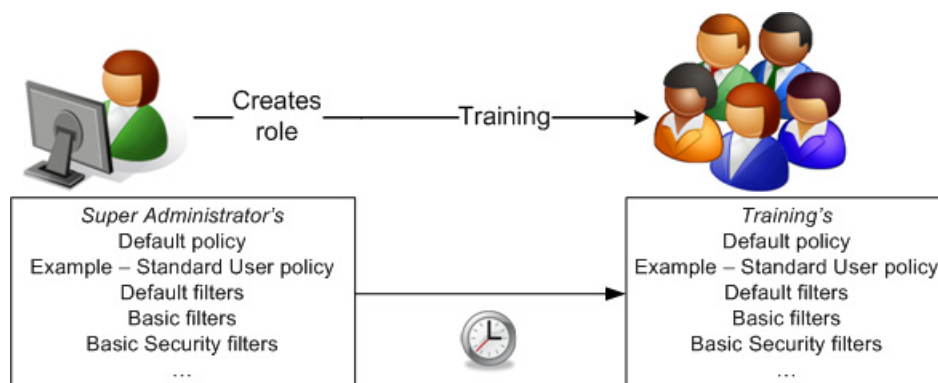 Creates
role
Training
Super Administrator's
Default policy
Example – Standard User policy
Default filters
Basic filters
Basic Security filters
...
Training's
Default policy
Example – Standard User policy
Default filters
Basic filters
Basic Security filters
...